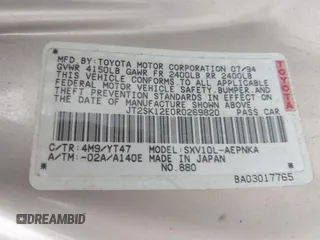 MFD.BY:TOYOTA MOTOR CORPORATION 07/94
GVWR 4150LB GAWR FR 2400LB RR 2400LB
THIS VEHICLE CONFORMS TO ALL APPLICABLE
FEDERAL MOTOR VEHICLE SAFETY, BUMPER, AND
THEFT PREVENTION STANDARDS IN EFFECT ON
THE DATE OF MANUFACTURE SHOWN ABOVE.
JT2SK12E0R0269820 PASS CAR
C/TR: 4M9/YT47 MODEL: SXV10L-AEPNKA
A/TM: -02A/A140E MADE IN JAPAN
NO.880
BA03017765
TOYOTA